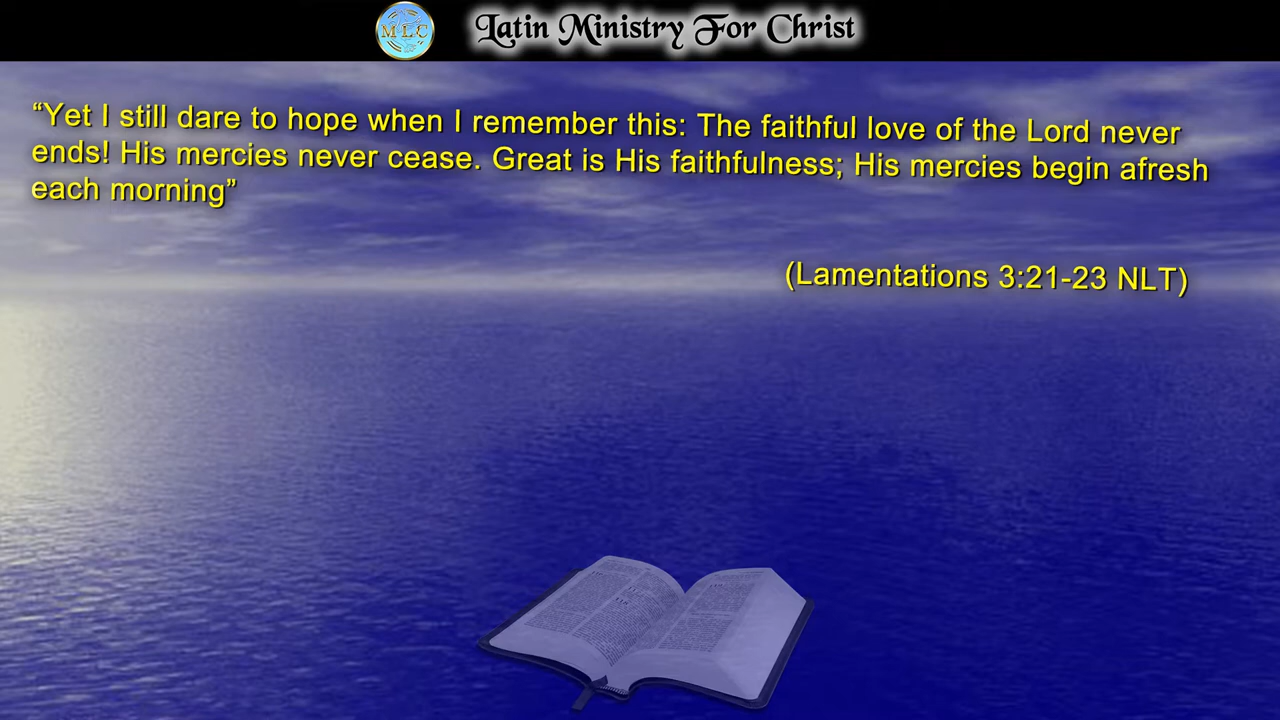 MLC
Latin Ministry For Christ
“Yet I still dare to hope when I remember this: The faithful love of the Lord never
ends! His mercies never cease. Great is His faithfulness; His mercies begin afresh
each morning”
(Lamentations 3:21-23 NLT)